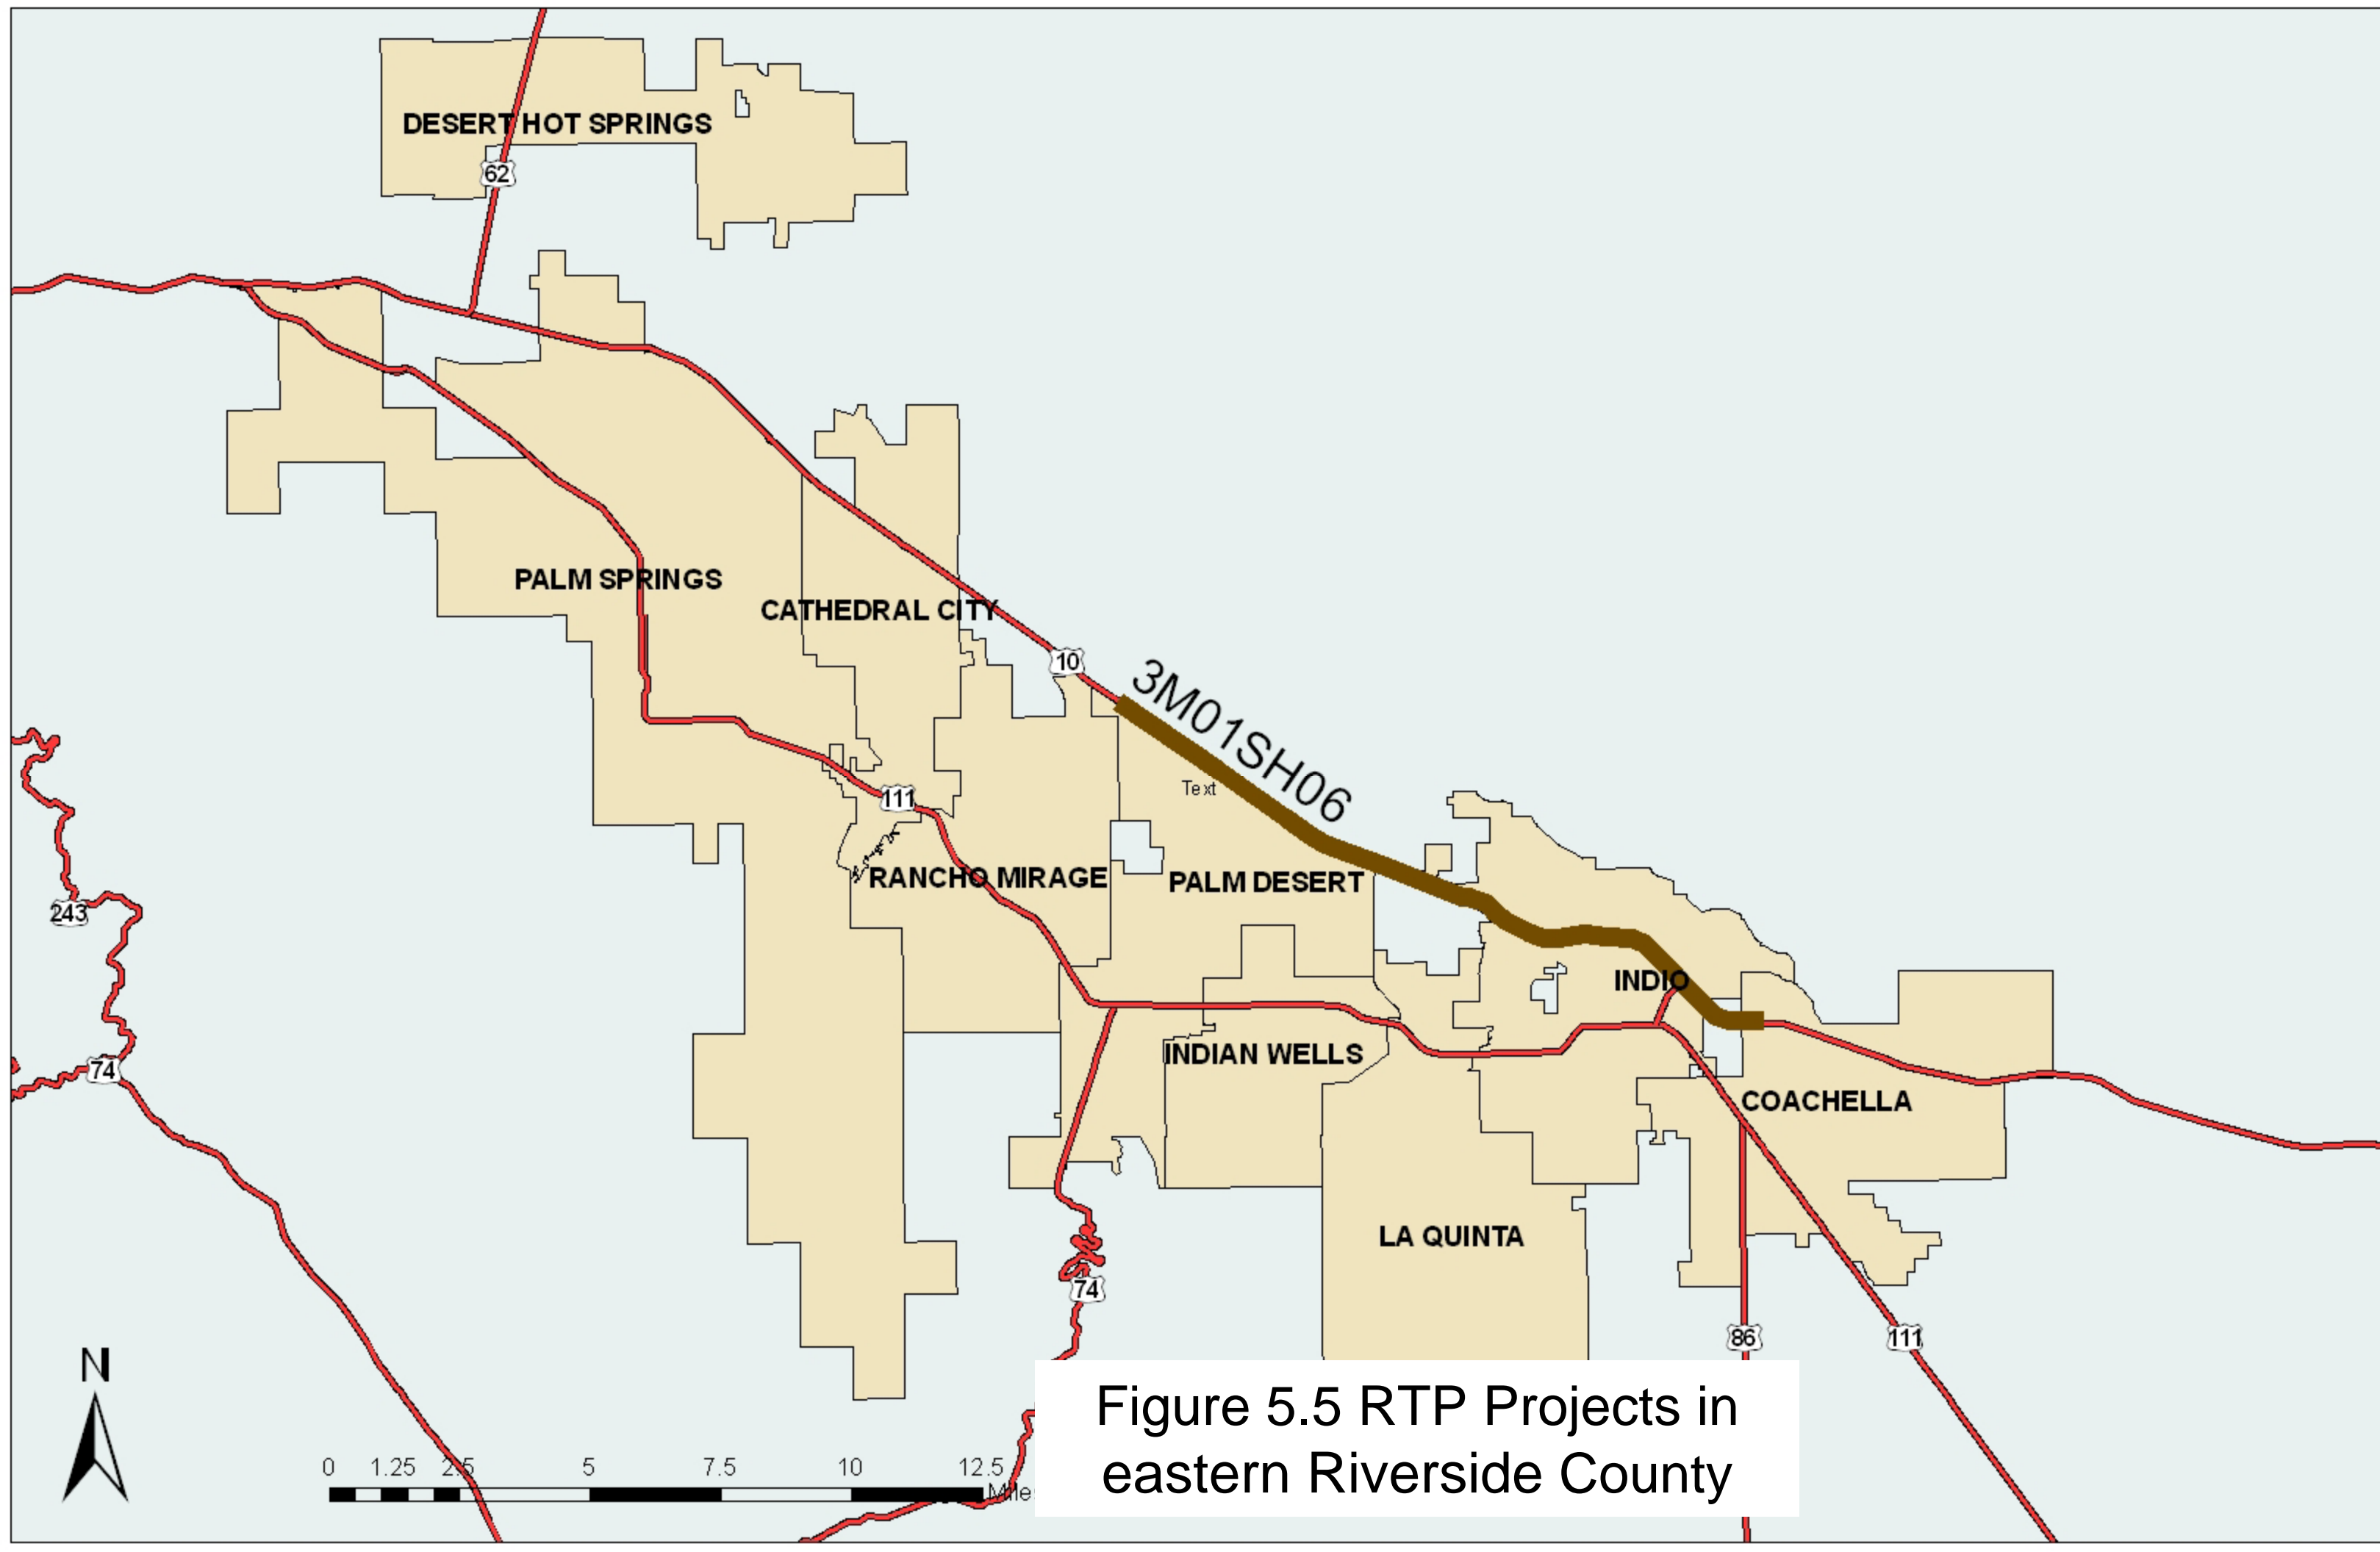 DESERT HOT SPRINGS
62
PALM SPRINGS
CATHEDRAL CITY
10
3M01SH06
Text
111
RANCHO MIRAGE
PALM DESERT
243
INDIO
INDIAN WELLS
74
COACHELLA
LA QUINTA
74
86
111
N
0 1.25 2.5 5 7.5 10 12.5
Mile
Figure 5.5 RTP Projects in
eastern Riverside County